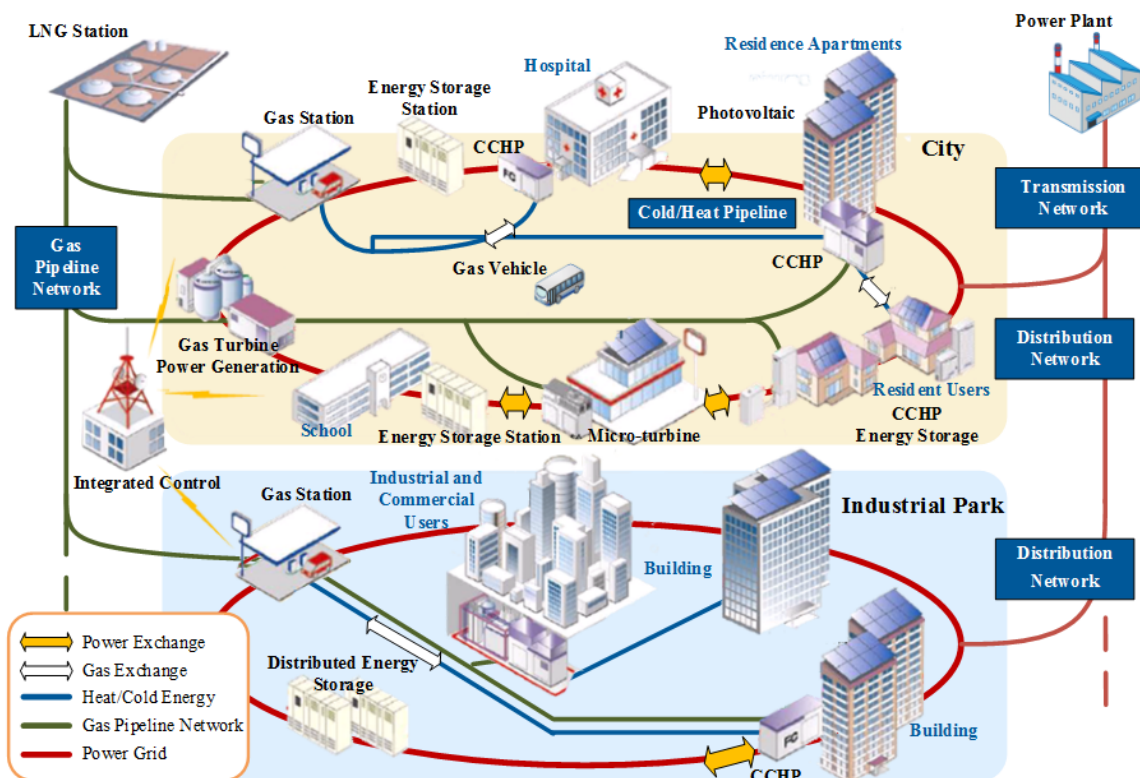 LNG Station
Power Plant
Residence Apartments
Hospital
Energy Storage
Station
Gas Station
Photovoltaic
CCHP
FC
City
Transmission
Network
Cold/Heat Pipeline
Gas
Pipeline
Network
CCHP
Gas Vehicle
Gas Turbine
Power Generation
Distribution
Network
Resident Users
School
Energy Storage Station
Micro-turbine
CCHP
Energy Storage
Integrated Control
Gas Station
Industrial and
Commercial
Users
Industrial Park
Building
Distribution
Network
Power Exchange
Gas Exchange
Heat/Cold Energy
Gas Pipeline Network
Power Grid
Distributed Energy
Storage
FC
Building
CCHP